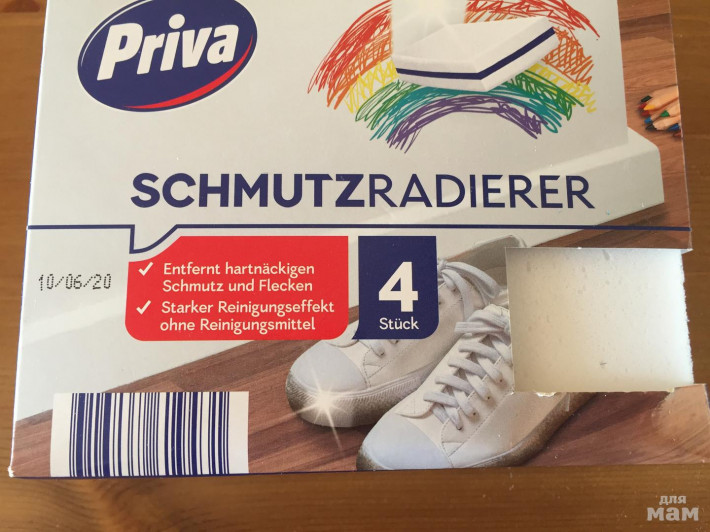 Priva
SCHMUTZRADIERER
10/06/20
Entfernt hartnäckigen
Schmutz und Flecken
Starker Reinigungseffekt
ohne Reinigungsmittel
4
Stück
для
мам